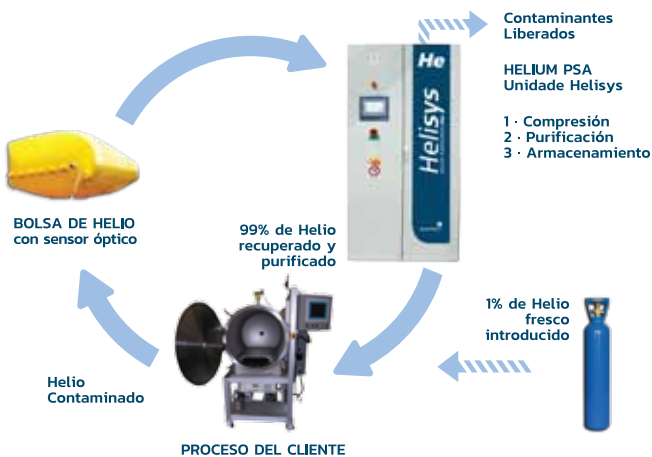 Contaminantes
Liberados
HELIUM PSA
Unidade Helisys
1 · Compresión
2 · Purificación
3 · Armacenamiento
He
Helisys
BOLSA DE HELIO
con sensor óptico
99% de Helio
recuperado y
purificado
1% de Helio
fresco
introducido
Helio
Contaminado
PROCESO DEL CLIENTE